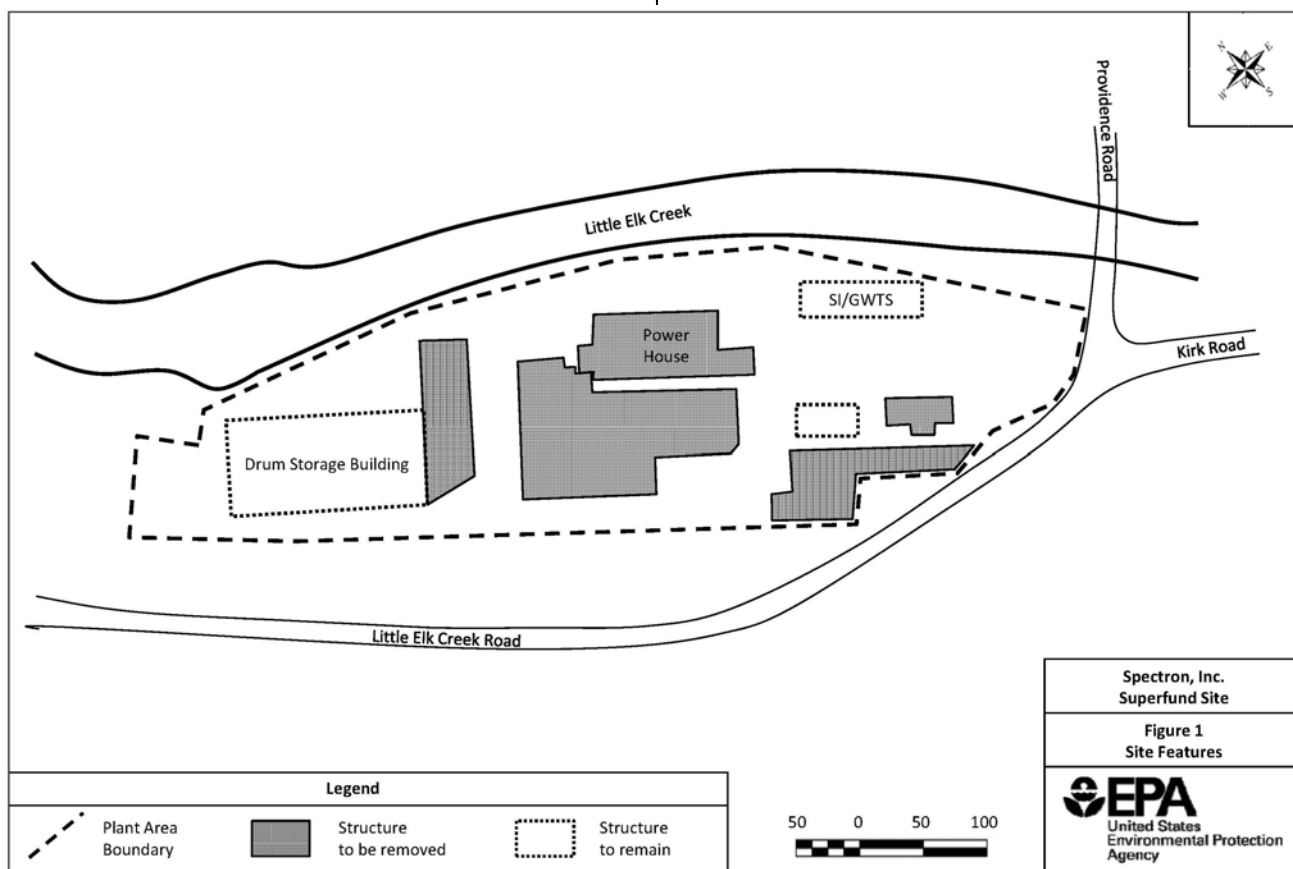 N
E
W
S
Providence Road
Little Elk Creek
SI/GWTS
Power
House
Kirk Road
Drum Storage Building
Little Elk Creek Road
Spectron, Inc.
Superfund Site
Figure 1
Site Features
Legend
Plant Area
Boundary
Structure
to be removed
Structure
to remain
50 0 50 100
EPA
United States
Environmental Protection
Agency